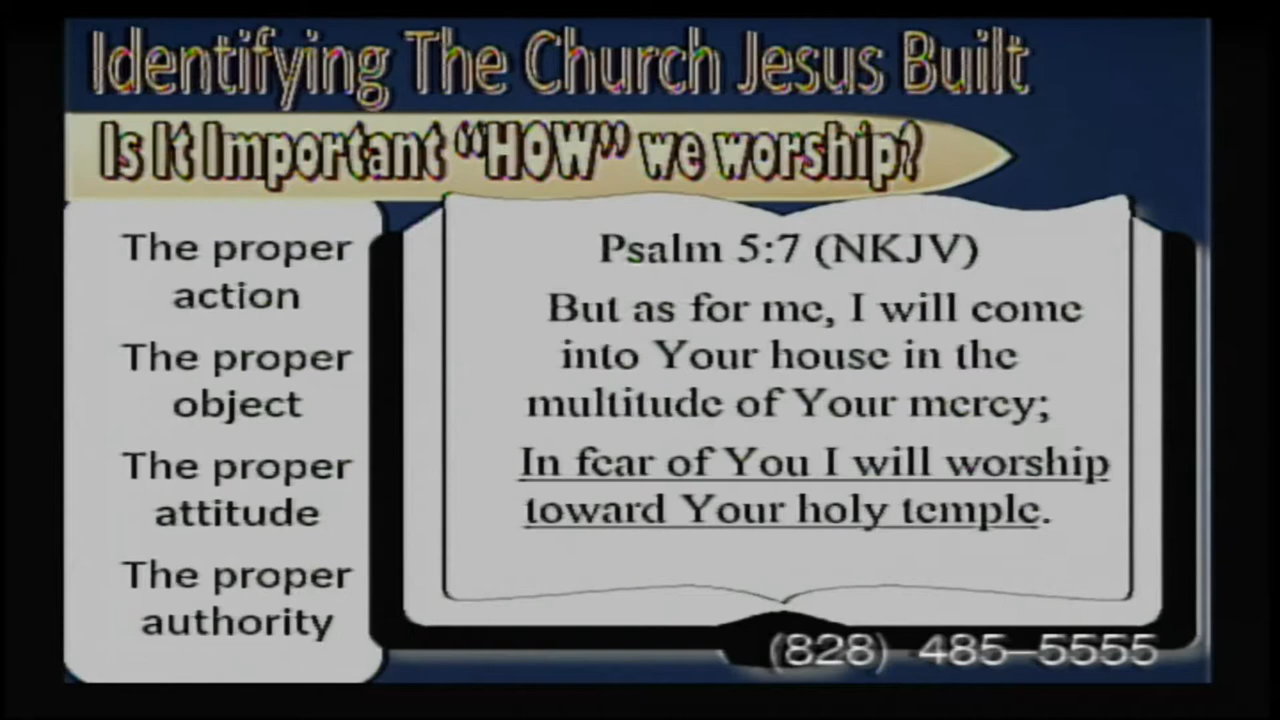 Identifying The Church Jesus Built
Is It Important “HOW” we worship?
The proper
action
The proper
object
The proper
attitude
The proper
authority
Psalm 5:7 (NKJV)
But as for me, I will come
into Your house in the
multitude of Your mercy;
In fear of You I will worship
toward Your holy temple.
(828) 485–5555